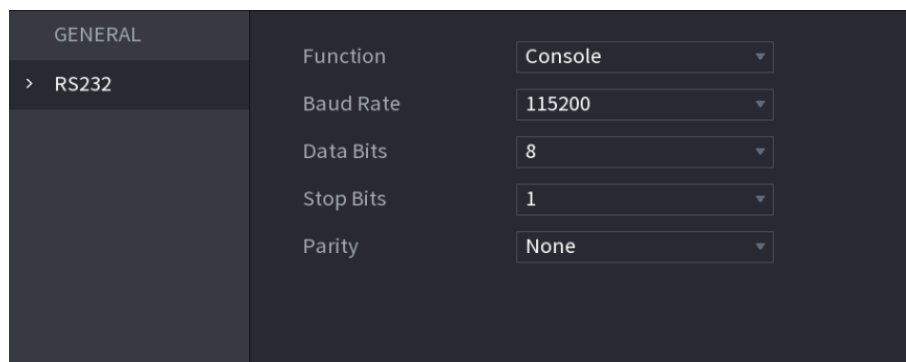 GENERAL
> RS232
Function Console
Baud Rate 115200
Data Bits 8
Stop Bits 1
Parity None